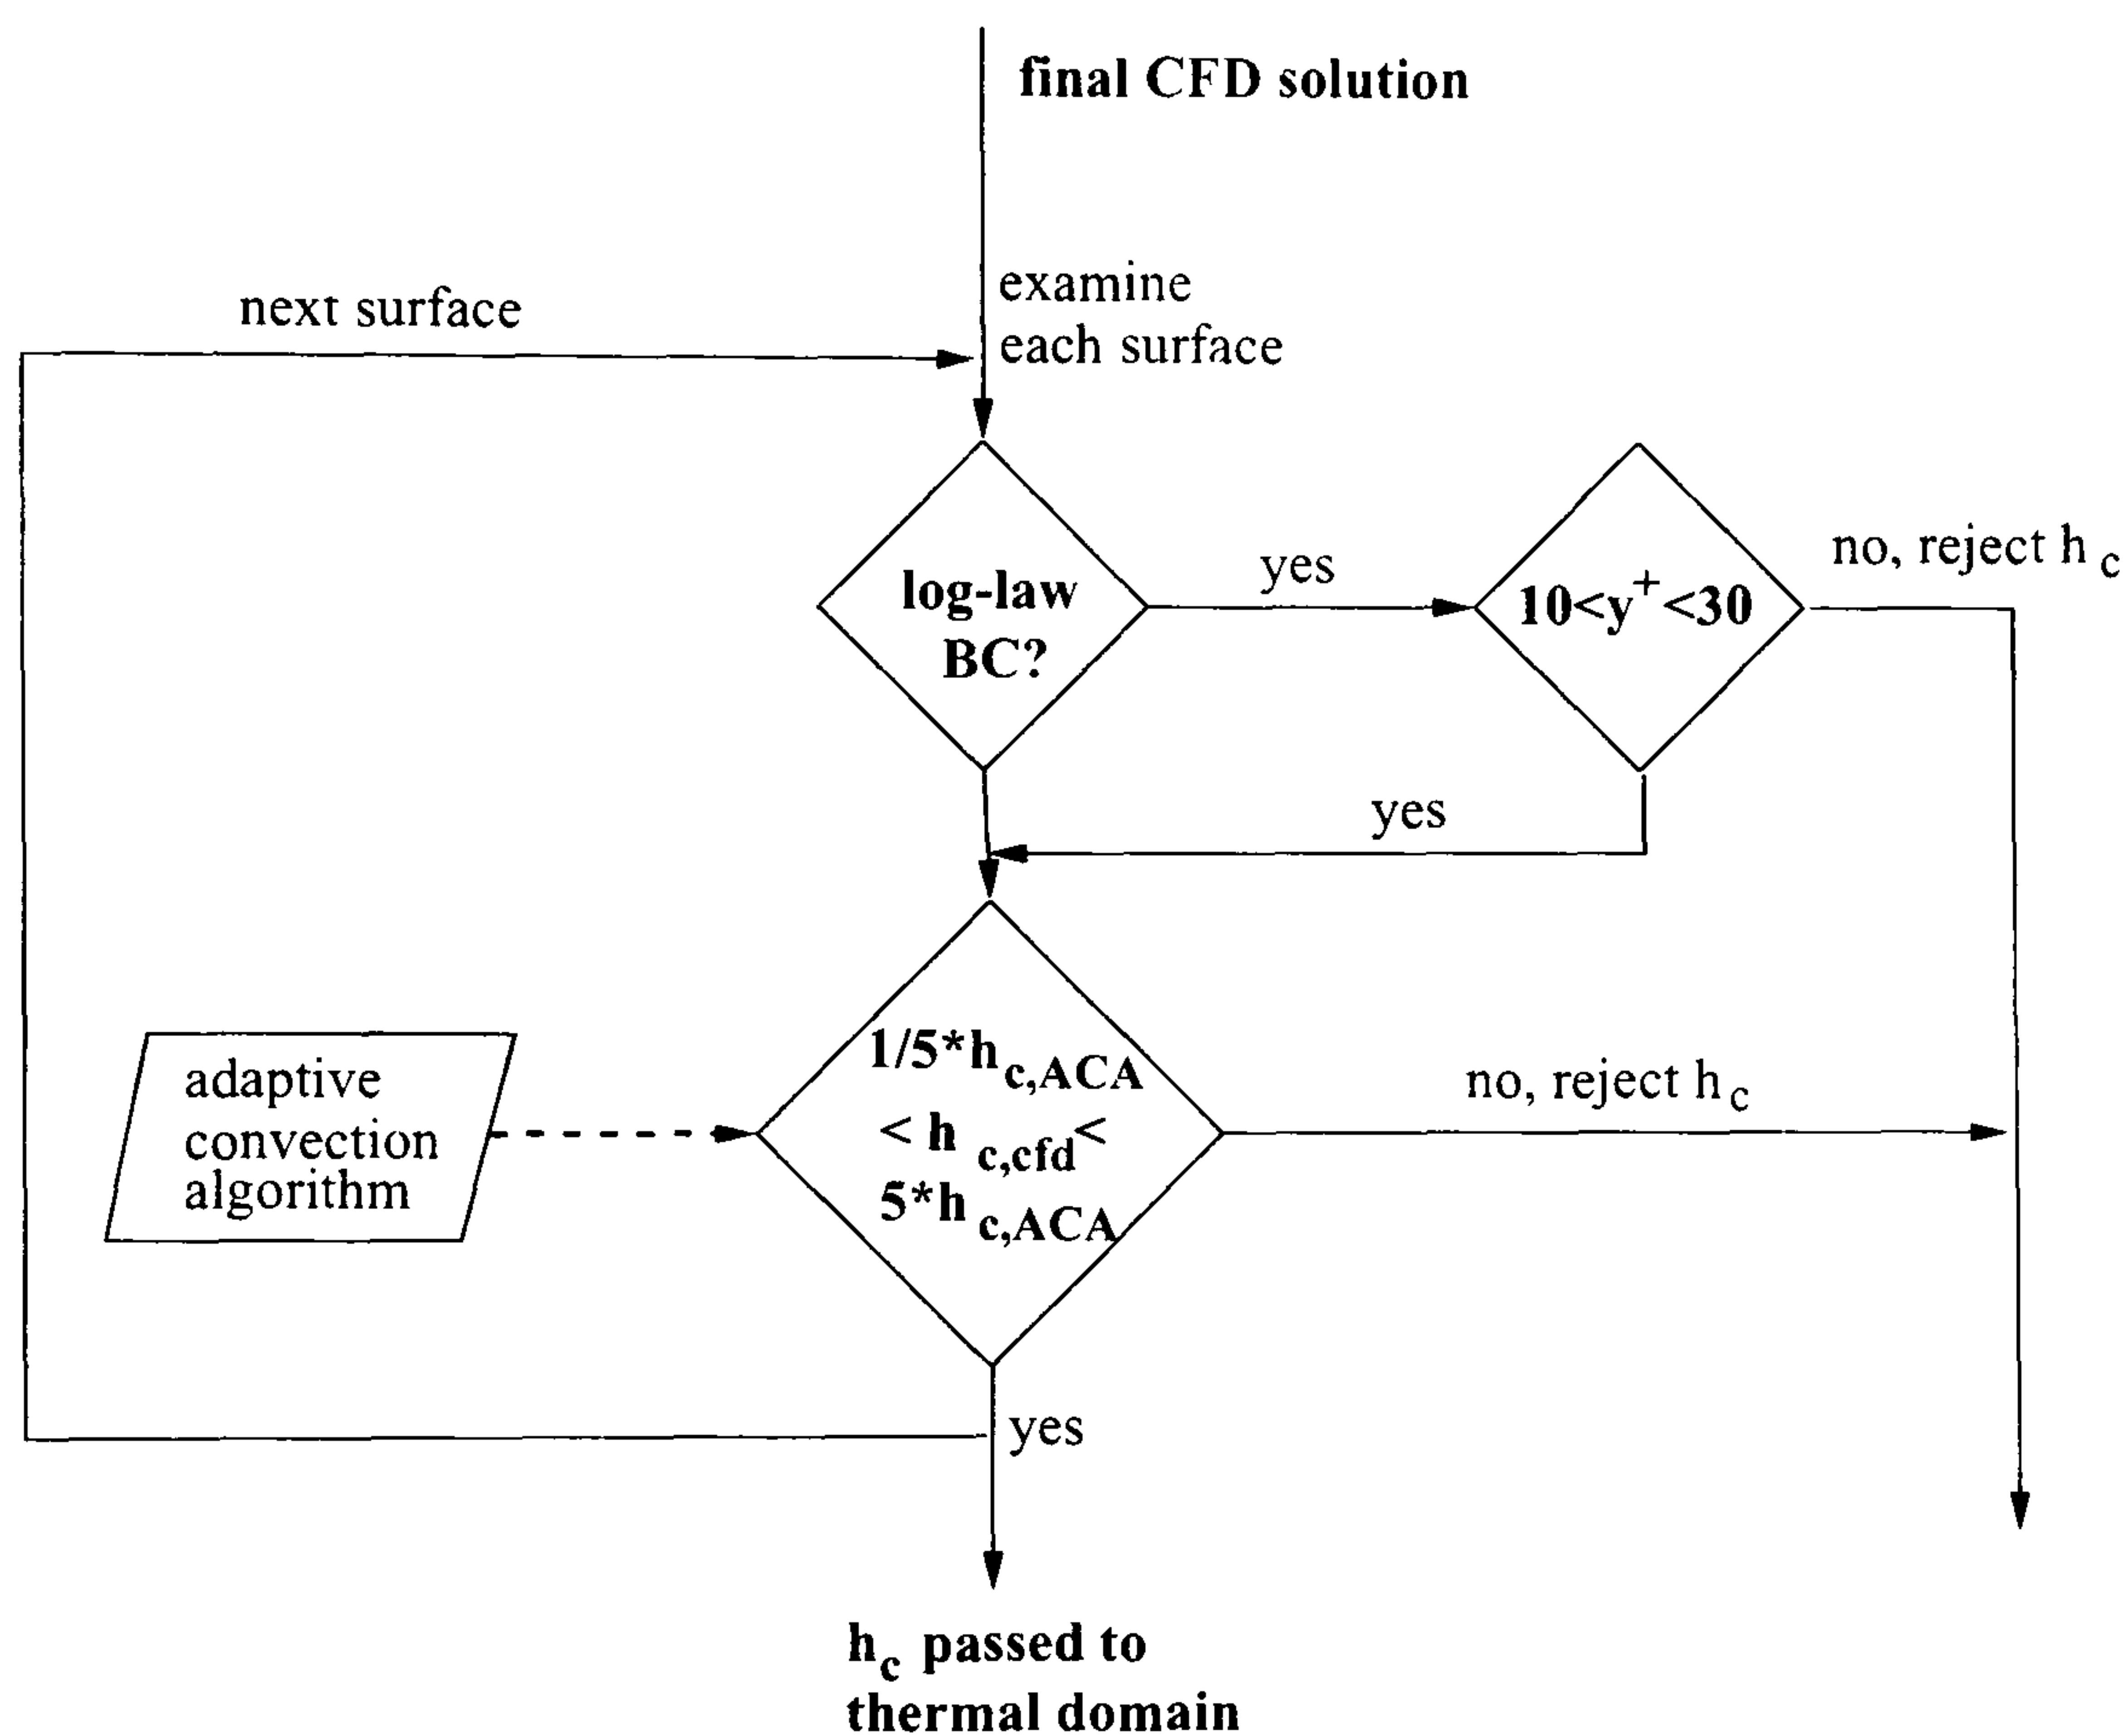 final CFD solution
examine
each surface
next surface
log-law
BC?
yes
10<y⁺<30
no, reject h c
yes
1/5*h c,ACA
< h c,cfd <
5*h c,ACA
adaptive
convection
algorithm
no, reject h c
yes
h c passed to
thermal domain